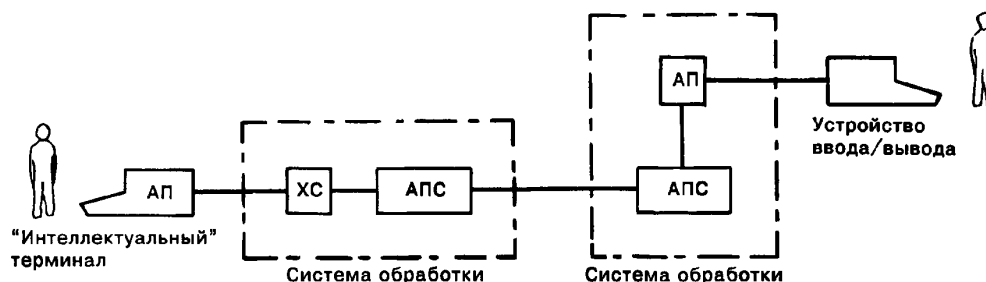 АП
Устройство
ввода/вывода
АП
ХС
АПС
АПС
“Интеллектуальный”
терминал
Система обработки
Система обработки